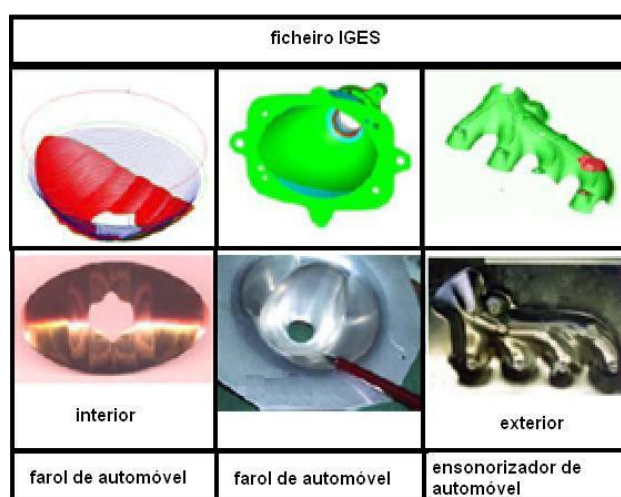 ficheiro IGES
interior
exterior
farol de automóvel
farol de automóvel
ensonorizador de
automóvel